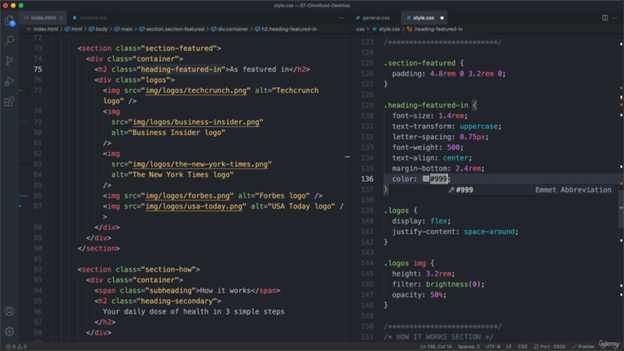 style.css — 07-Omnifood-Desktop
index.html
content.md
index.html > html > body > main > section.section-featured > div.container > h2.heading-featured-in
72
73 <section class="section-featured">
74 <div class="container">
75 <h2 class="heading-featured-in">As featured in</h2>
76 <div class="logos">
77 <img src="img/logos/techcrunch.png" alt="Techcrunch
logo" />
78 <img
79 src="img/logos/business-insider.png"
80 alt="Business Insider logo"
81 />
82 <img
83 src="img/logos/the-new-york-times.png"
84 alt="The New York Times logo"
85 />
86 <img src="img/logos/forbes.png" alt="Forbes logo" />
87 <img src="img/logos/usa-today.png" alt="USA Today logo" /
>
88 </div>
89 </div>
90 </section>
91
92 <section class="section-how">
93 <div class="container">
94 <span class="subheading">How it works</span>
95 <h2 class="heading-secondary">
96 Your daily dose of health in 3 simple steps
97 </h2>
98 </div>
general.css
style.css
css > style.css > .heading-featured-in
123 /**************************/
124
125 .section-featured {
126 padding: 4.8rem 0 3.2rem 0;
127 }
128
129 .heading-featured-in {
130 font-size: 1.4rem;
131 text-transform: uppercase;
132 letter-spacing: 0.75px;
133 font-weight: 500;
134 text-align: center;
135 margin-bottom: 2.4rem;
136 color: #999;
137 }
#999 Emmet Abbreviation
138
139 .logos {
140 display: flex;
141 justify-content: space-around;
142 }
143
144 .logos img {
145 height: 3.2rem;
146 filter: brightness(0);
147 opacity: 50%;
148 }
149
150 /**************************/
151 /* HOW IT WORKS SECTION */
0 0
Ln 136, Col 14
Spaces: 2
UTF-8
LF
CSS
Prettier
Udemy